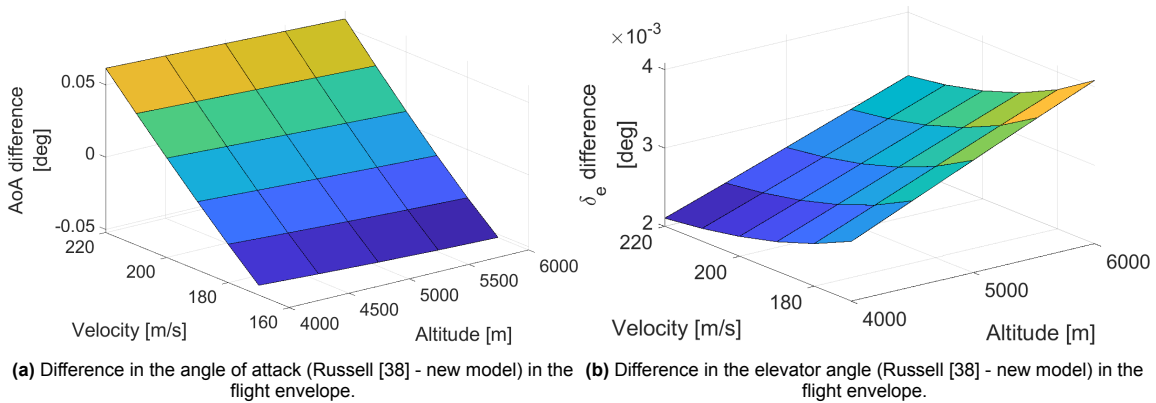 AoA difference
[deg]
0.05
0
-0.05
220
200
180
160
Velocity [m/s]
4000
4500
5000
5500
6000
Altitude [m]
(a) Difference in the angle of attack (Russell [38] - new model) in the
flight envelope.
×10⁻³
δe difference
[deg]
4
3
2
220
200
180
Velocity [m/s]
4000
5000
6000
Altitude [m]
(b) Difference in the elevator angle (Russell [38] - new model) in the
flight envelope.